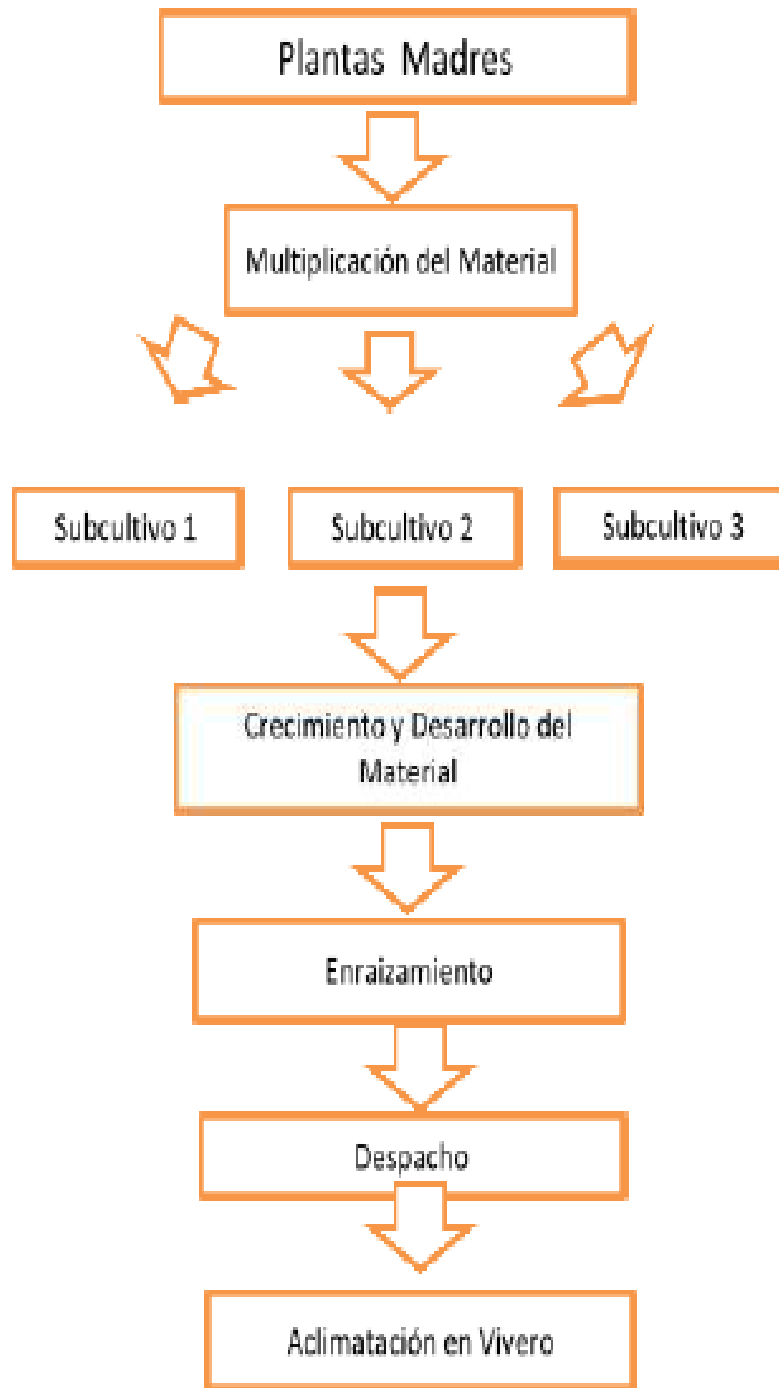 Plantas Madres
Multiplicación del Material
Subcultivo 1
Subcultivo 2
Subcultivo 3
Crecimiento y Desarrollo del
Material
Enraizamiento
Despacho
Aclimatación en Vivero